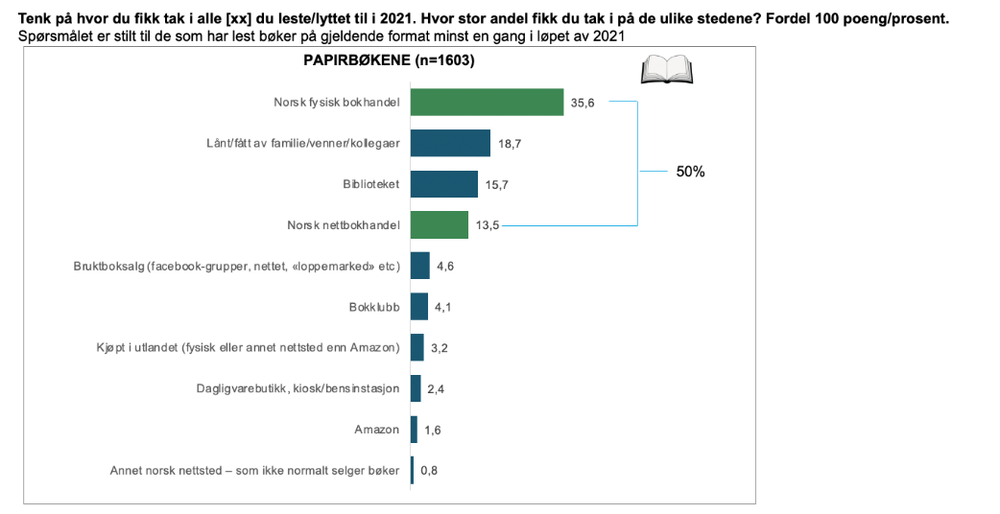 Tenk på hvor du fikk tak i alle [xx] du leste/lyttet til i 2021. Hvor stor andel fikk du tak i på de ulike stedene? Fordel 100 poeng/prosent.
Spørsmålet er stilt til de som har lest bøker på gjeldende format minst en gang i løpet av 2021
PAPIRBØKENE (n=1603)
Norsk fysisk bokhandel 35,6
Lånt/fått av familie/venner/kollegaer 18,7
50%
Biblioteket 15,7
Norsk nettbokhandel 13,5
Bruktboksalg (facebook-grupper, nettet, «loppemarked» etc) 4,6
Bokklubb 4,1
Kjøpt i utlandet (fysisk eller annet nettsted enn Amazon) 3,2
Dagligvarebutikk, kiosk/bensinstasjon 2,4
Amazon 1,6
Annet norsk nettsted – som ikke normalt selger bøker 0,8